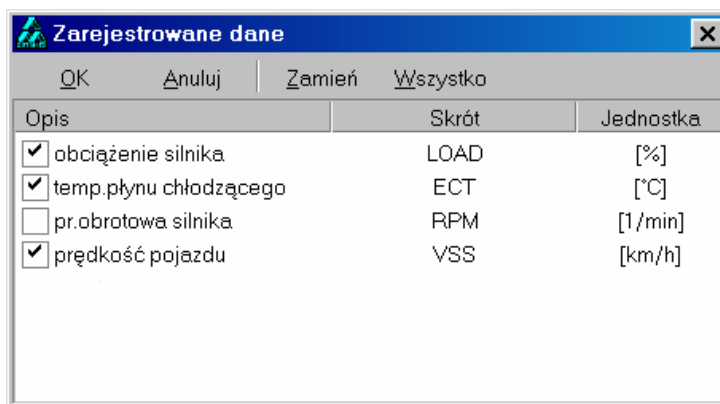 Zarejestrowane dane
OK Anuluj Zamień Wszystko
Opis Skrót Jednostka
obciążenie silnika LOAD [%]
temp.płynu chłodzącego ECT [°C]
pr.obrotowa silnika RPM [1/min]
prędkość pojazdu VSS [km/h]